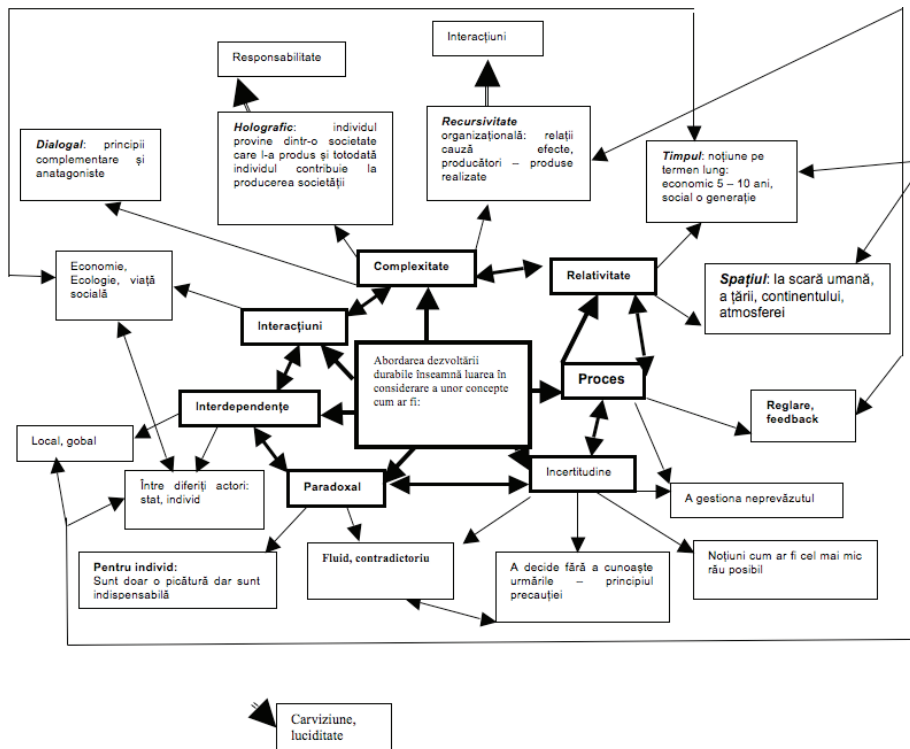 Interacțiuni
Responsabilitate
Dialogal: principii
complementare și
anatagoniste
Holografic: individul
provine dintr-o societate
care l-a produs și totodată
individul contribuie la
producerea societății
Recursivitate
organizațională: relații
cauză efecte,
producători – produse
realizate
Timpul: noțiune pe
termen lung:
economic 5 – 10 ani,
social o generație
Economie,
Ecologie, viață
socială
Complexitate
Relativitate
Spațiul: la scară umană,
a țării, continentului,
atmosferei
Interacțiuni
Abordarea dezvoltării
durabile înseamnă luarea în
considerare a unor concepte
cum ar fi:
Proces
Interdependențe
Reglare,
feedback
Local, gobal
Între diferiți actori:
stat, individ
Paradoxal
Incertitudine
A gestiona neprevăzutul
Pentru individ:
Sunt doar o picătură dar sunt
indispensabilă
Fluid, contradictoriu
A decide fără a cunoaște
urmările – principiul
precauției
Noțiuni cum ar fi cel mai mic
rău posibil
Carviziune,
luciditate